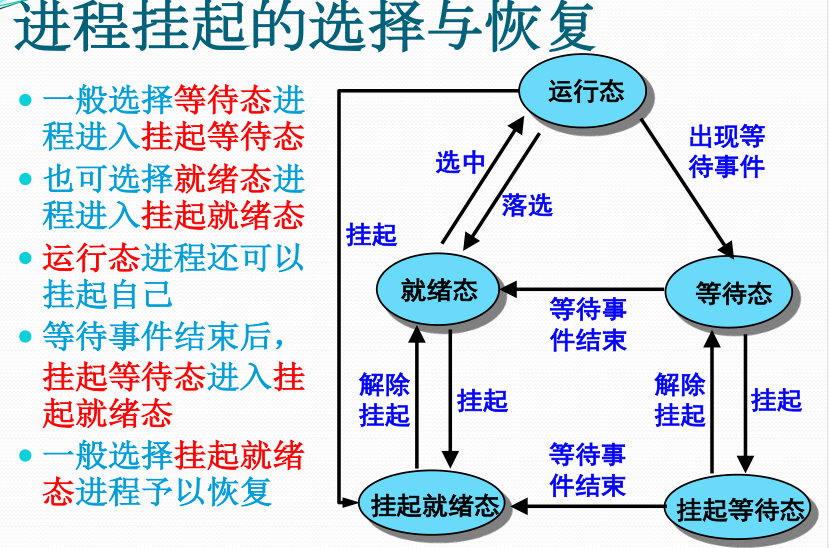 进程挂起的选择与恢复
一般选择等待态进
程进入挂起等待态
也可选择就绪态进
程进入挂起就绪态
运行态进程还可以
挂起自己
等待事件结束后，
挂起等待态进入挂
起就绪态
一般选择挂起就绪
态进程予以恢复
运行态
出现等
待事件
选中
落选
挂起
就绪态
等待态
等待事
件结束
解除
挂起
挂起
解除
挂起
挂起
等待事
件结束
挂起就绪态
挂起等待态